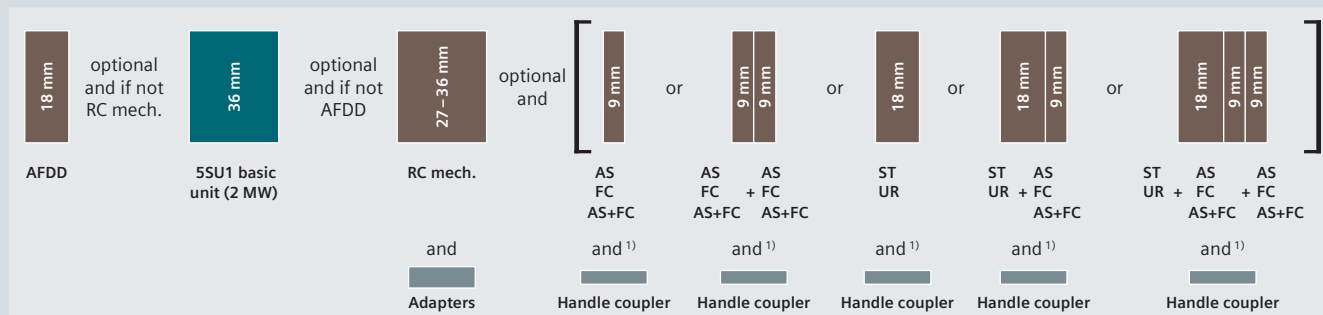 18 mm
optional
and if not
RC mech.
36 mm
optional
and if not
AFDD
27–36 mm
optional
and
9 mm
or
9 mm
9 mm
or
18 mm
or
18 mm
9 mm
or
18 mm
9 mm
9 mm
AFDD
5SU1 basic
unit (2 MW)
RC mech.
AS
FC
AS+FC
AS AS
FC + FC
AS+FC AS+FC
ST
UR
ST AS
UR + FC
AS+FC
ST AS AS
UR + FC + FC
AS+FC AS+FC
and
Adapters
and 1)
Handle coupler
and 1)
Handle coupler
and 1)
Handle coupler
and 1)
Handle coupler
and 1)
Handle coupler